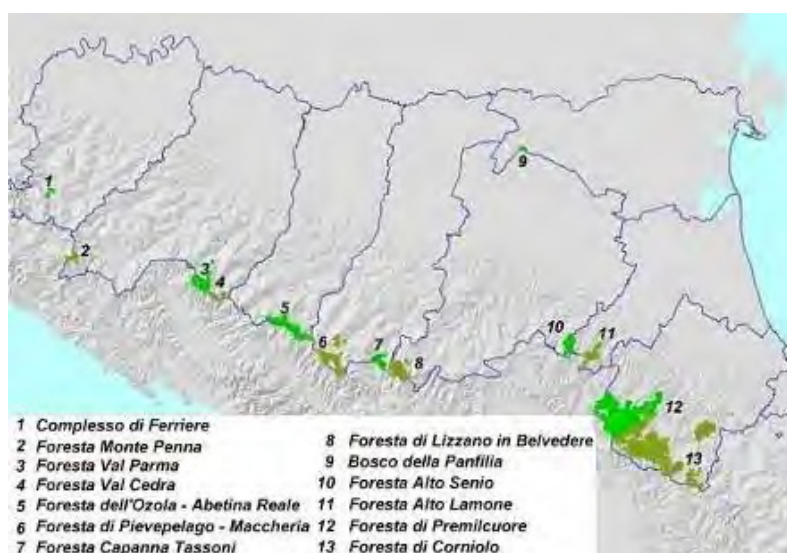 1
2
3
4
5
6
7
8
9
10
11
12
13
1 Complesso di Ferriere
2 Foresta Monte Penna
3 Foresta Val Parma
4 Foresta Val Cedra
5 Foresta dell'Ozola - Abetina Reale
6 Foresta di Pievepelago - Maccheria
7 Foresta Capanna Tassoni
8 Foresta di Lizzano in Belvedere
9 Bosco della Panfilia
10 Foresta Alto Senio
11 Foresta Alto Lamone
12 Foresta di Premilcuore
13 Foresta di Corniolo